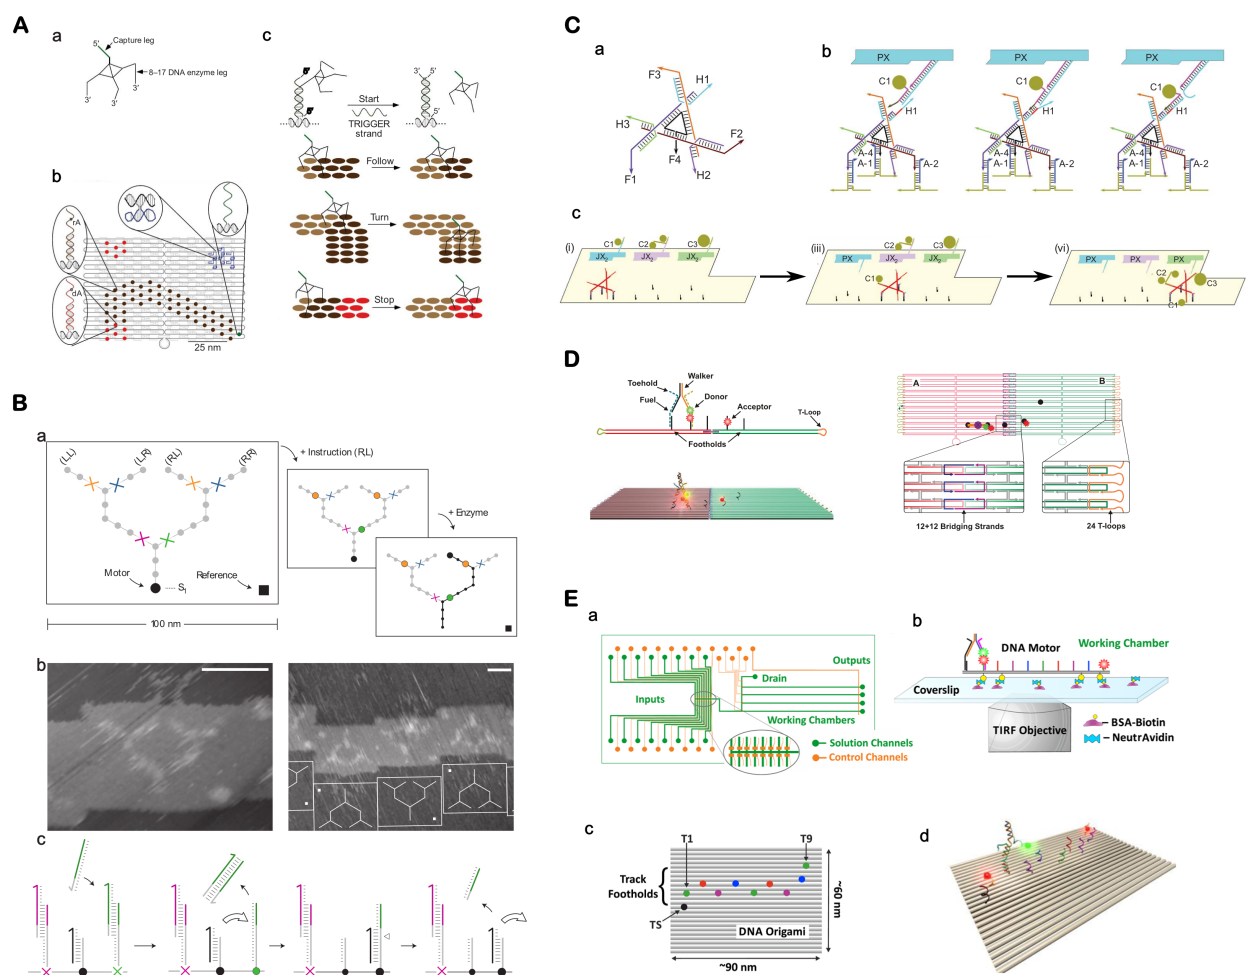 A
a
5'
Capture leg
8–17 DNA enzyme leg
3'
3'
3'
3'
b
rA
dA
25 nm
c
5'
5'
3'
5'
5'
Start
TRIGGER
strand
Follow
Turn
Stop
B
a
(L,L)
(L,R)
(R,L)
(R,R)
+ Instruction (R,L)
+ Enzyme
Motor
S1
Reference
100 nm
b
c
C
a
F3
H1
H3
F2
F4
F1
H2
b
PX
PX
PX
C1
C1
C1
H1
H1
H1
A-4
A-1
A-2
A-4
A-1
A-2
A-4
A-1
A-2
c
(i)
C1
C2
C3
JX2
JX2
JX2
(iii)
C2
C3
PX
JX2
JX2
C1
(vi)
PX
PX
PX
C2
C3
C1
D
Toehold
Walker
Fuel
Donor
Acceptor
T-Loop
Footholds
A
B
12+12 Bridging Strands
24 T-loops
E
a
Outputs
Drain
Inputs
Working Chambers
Solution Channels
Control Channels
b
DNA Motor
Working Chamber
Coverslip
TIRF Objective
BSA-Biotin
NeutrAvidin
c
T1
T9
Track
Footholds
TS
DNA Origami
~60 nm
~90 nm
d